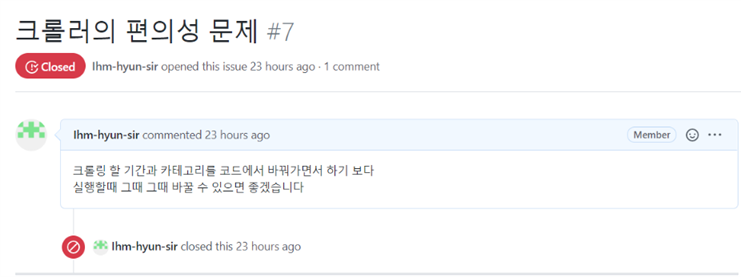 크롤러의 편의성 문제 #7
Closed Ihm-hyun-sir opened this issue 23 hours ago · 1 comment
Ihm-hyun-sir commented 23 hours ago Member
크롤링 할 기간과 카테고리를 코드에서 바꿔가면서 하기 보다
실행할때 그때 그때 바꿀 수 있으면 좋겠습니다
Ihm-hyun-sir closed this 23 hours ago